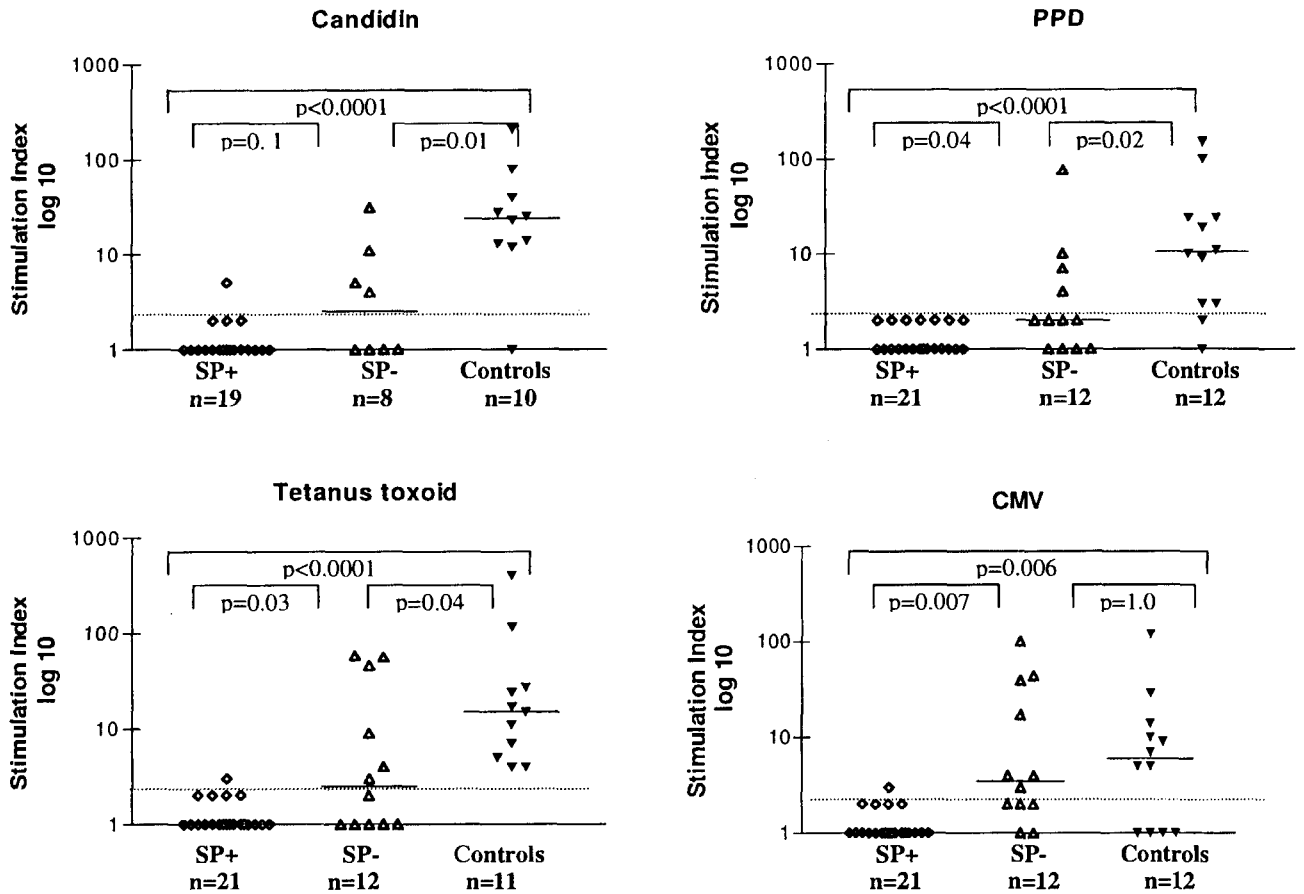 Candidin
Stimulation Index
log 10
1000
100
10
1
p<0.0001
p=0.1
p=0.01
SP+
n=19
SP-
n=8
Controls
n=10
PPD
Stimulation Index
log 10
1000
100
10
1
p<0.0001
p=0.04
p=0.02
SP+
n=21
SP-
n=12
Controls
n=12
Tetanus toxoid
Stimulation Index
log 10
1000
100
10
1
p<0.0001
p=0.03
p=0.04
SP+
n=21
SP-
n=12
Controls
n=11
CMV
Stimulation Index
log 10
1000
100
10
1
p=0.006
p=0.007
p=1.0
SP+
n=21
SP-
n=12
Controls
n=12